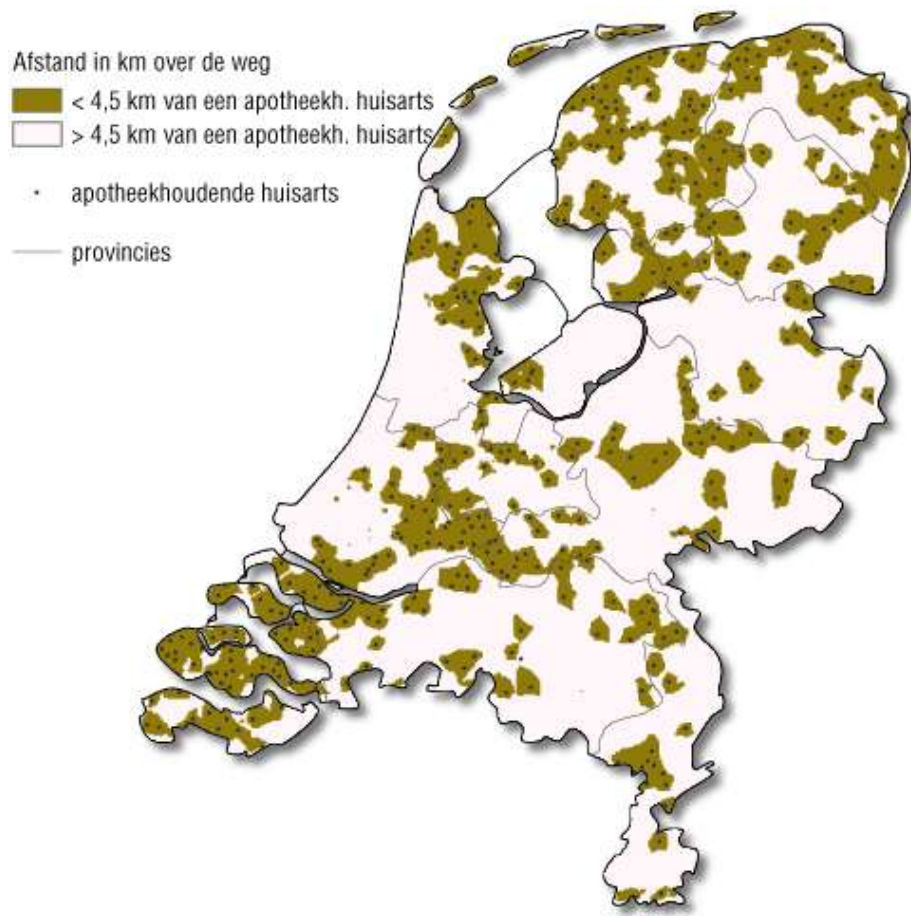 Afstand in km over de weg
< 4,5 km van een apotheekh. huisarts
> 4,5 km van een apotheekh. huisarts
apotheekhoudende huisarts
provincies